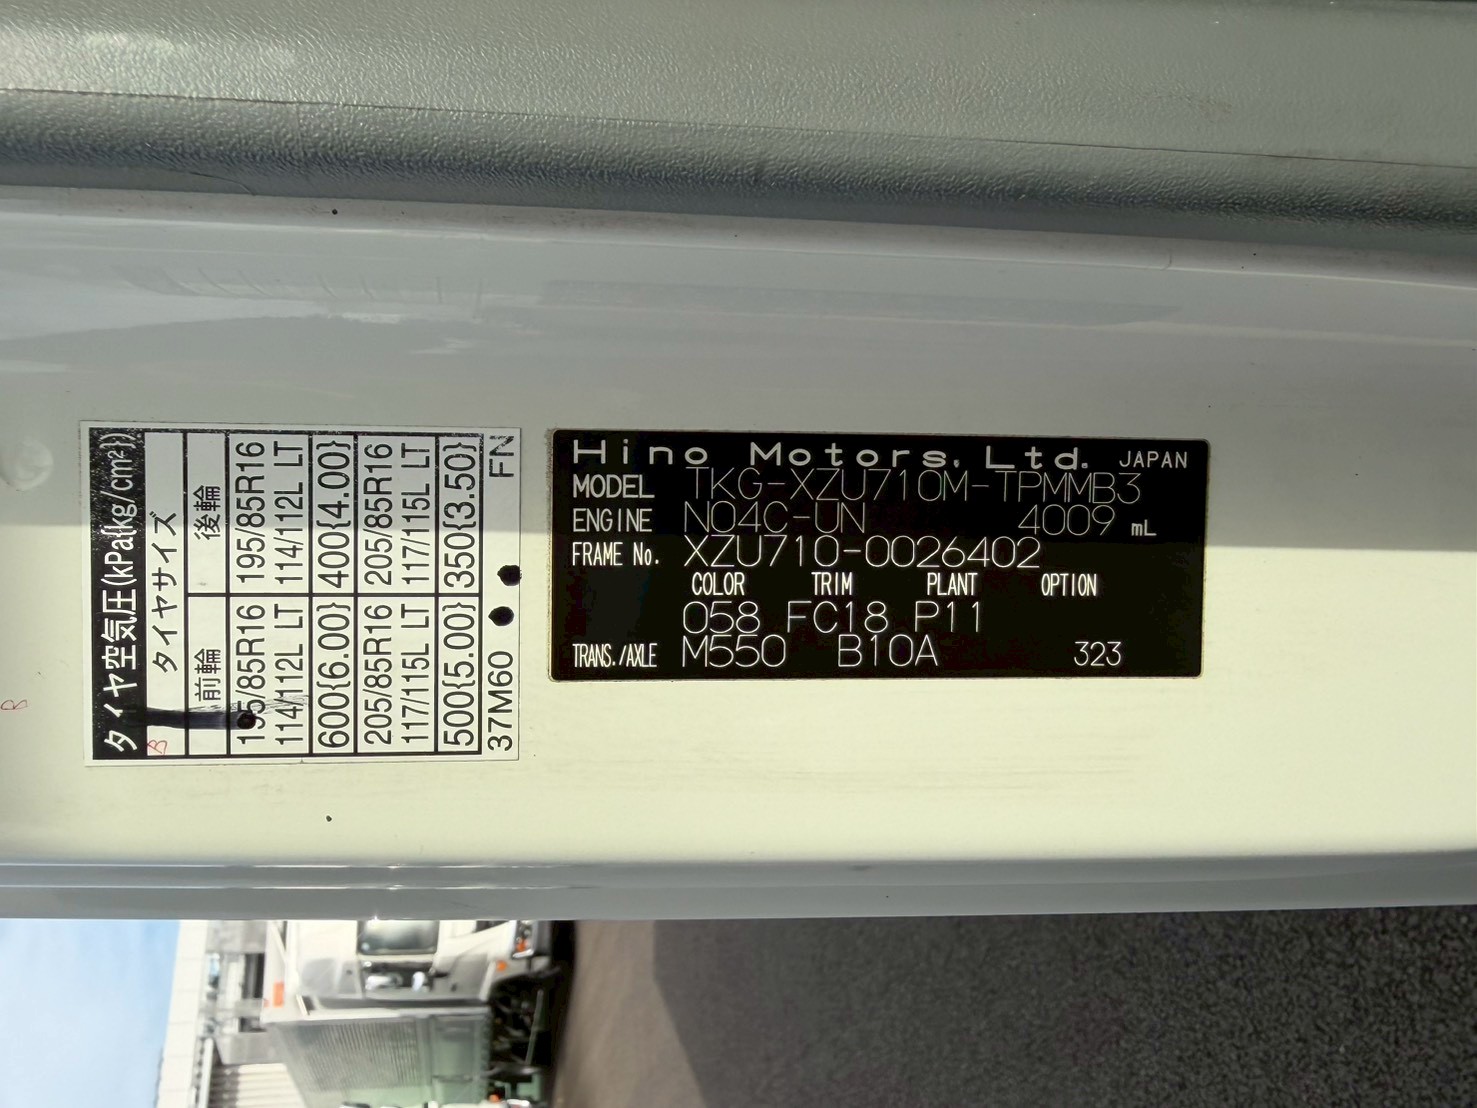 タイヤ空気圧(kPa{kg/cm²})
タイヤサイズ
前輪 後輪
195/85R16 195/85R16
114/112L LT 114/112L LT
600{6.00} 400{4.00}
205/85R16 205/85R16
117/115L LT 117/115L LT
500{5.00} 350{3.50}
37M60 FN
B
B
Hino Motors, Ltd. JAPAN
MODEL TKG-XZU710M-TPMMB3
ENGINE N04C-UN 4009 mL
FRAME No. XZU710-0026402
COLOR TRIM PLANT OPTION
058 FC18 P11
TRANS./AXLE M550 B10A 323